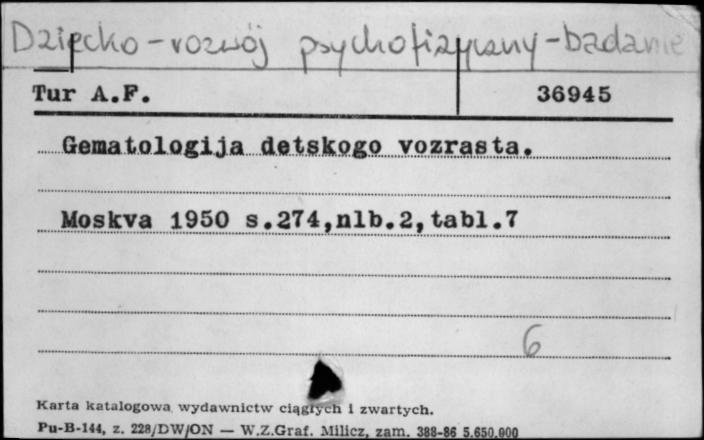 Dziecko - rozwój psychofizyczny - badanie
Tur A.F. 36945
Gematologija detskogo vozrasta.
Moskva 1950 s.274,nlb.2,tabl.7
6
Karta katalogowa wydawnictw ciągłych i zwartych.
Pu-B-144, z. 228/DW/ON — W.Z.Graf. Milicz, zam. 388-86 5.650.000